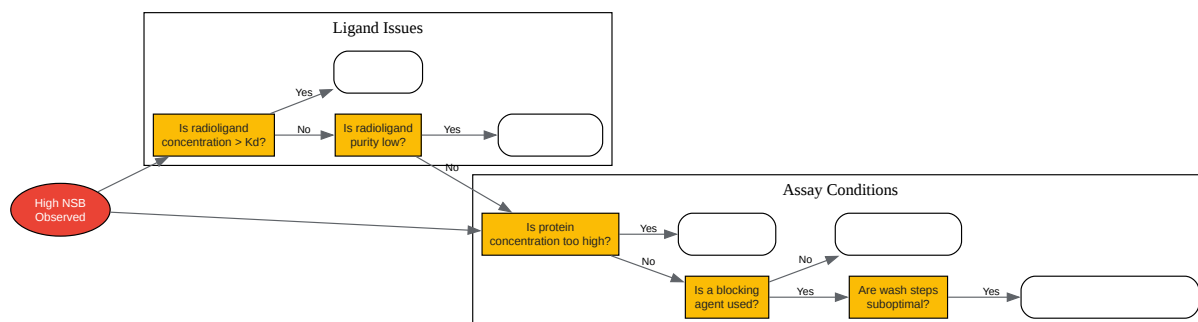 Ligand Issues
Yes
Is radioligand
concentration > Kd?
No
Is radioligand
purity low?
Yes
No
High NSB
Observed
Assay Conditions
Is protein
concentration too high?
Yes
No
Is a blocking
agent used?
No
Yes
Are wash steps
suboptimal?
Yes